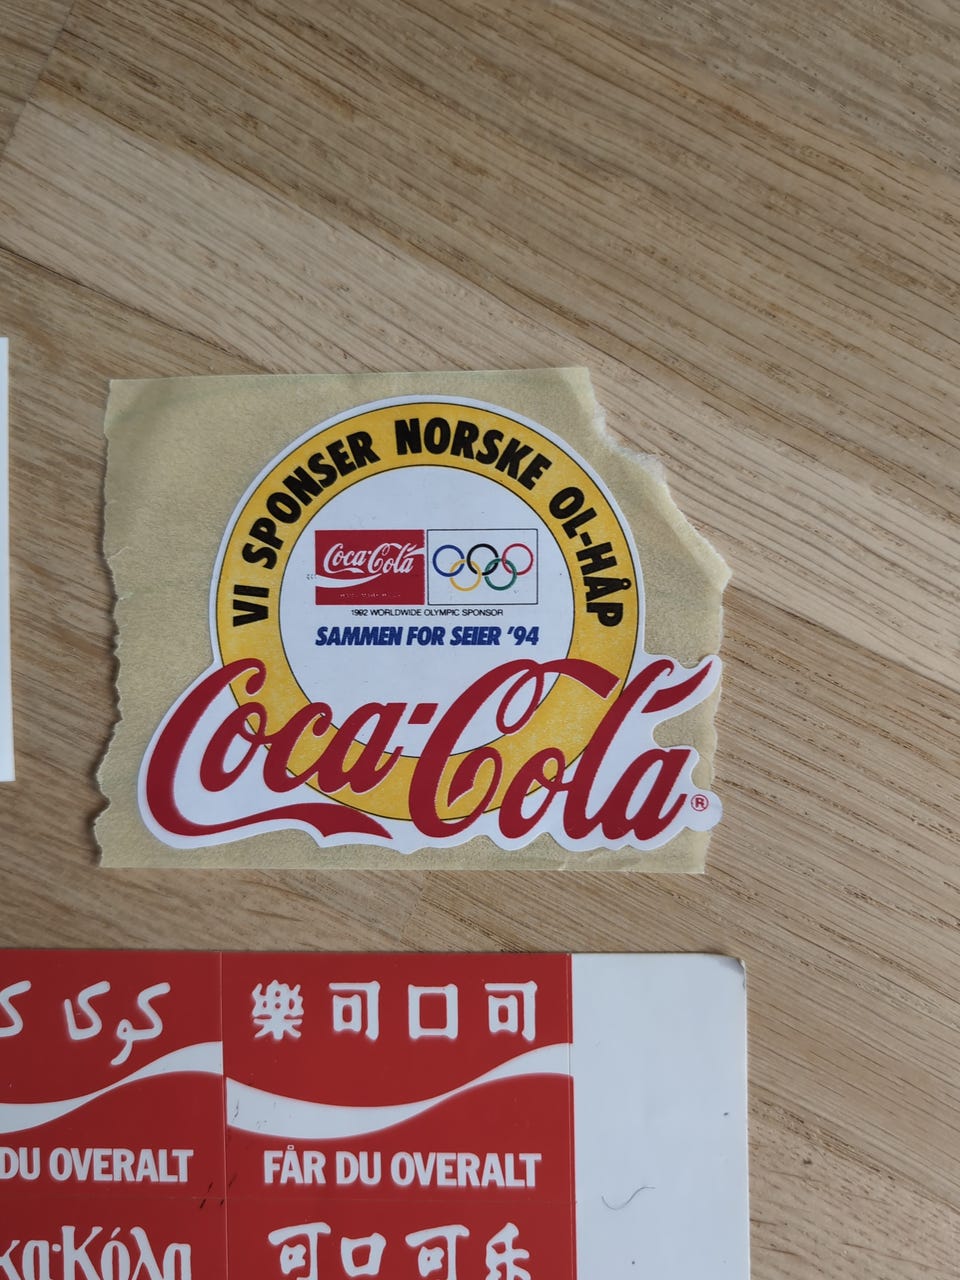 VI SPONSER NORSKE OL-HÅP
Coca-Cola
1992 WORLDWIDE OLYMPIC SPONSOR
SAMMEN FOR SEIER '94
Coca-Cola®
كوكا
樂可口可
DU OVERALT
FÅR DU OVERALT
可口可乐